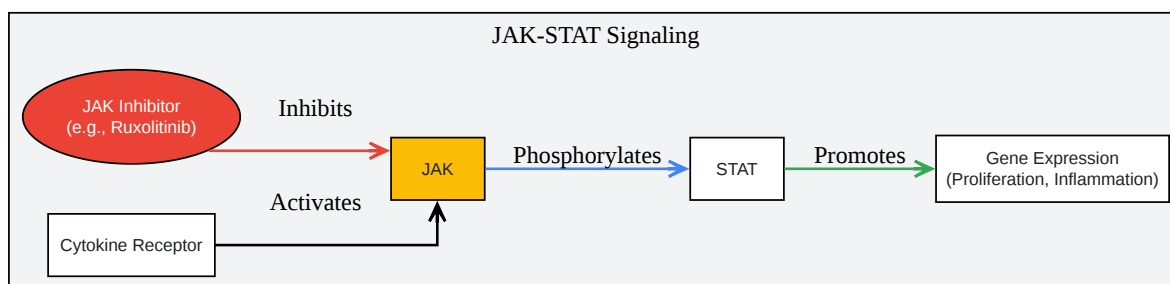 JAK-STAT Signaling
JAK Inhibitor
(e.g., Ruxolitinib)
Inhibits
JAK
Phosphorylates
STAT
Promotes
Gene Expression
(Proliferation, Inflammation)
Activates
Cytokine Receptor